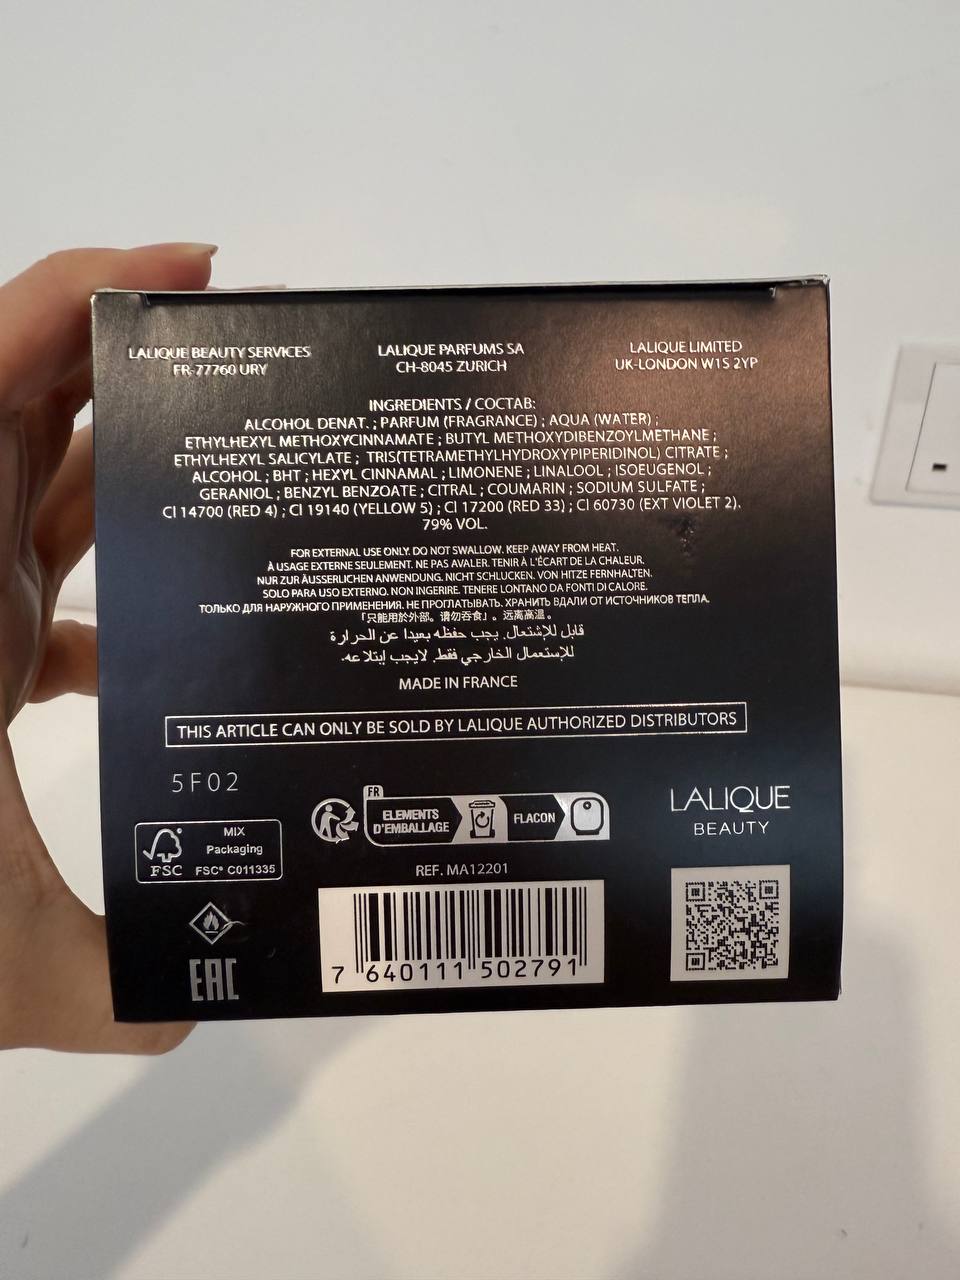 LALIQUE BEAUTY SERVICES
FR-77760 URY
LALIQUE PARFUMS SA
CH-8045 ZURICH
LALIQUE LIMITED
UK-LONDON W1S 2YP
INGREDIENTS / СОСТАВ:
ALCOHOL DENAT. ; PARFUM (FRAGRANCE) ; AQUA (WATER) ;
ETHYLHEXYL METHOXYCINNAMATE ; BUTYL METHOXYDIBENZOYLMETHANE ;
ETHYLHEXYL SALICYLATE ; TRIS(TETRAMETHYLHYDROXYPIPERIDINOL) CITRATE ;
ALCOHOL ; BHT ; HEXYL CINNAMAL ; LIMONENE ; LINALOOL ; ISOEUGENOL ;
GERANIOL ; BENZYL BENZOATE ; CITRAL ; COUMARIN ; SODIUM SULFATE ;
CI 14700 (RED 4) ; CI 19140 (YELLOW 5) ; CI 17200 (RED 33) ; CI 60730 (EXT VIOLET 2).
79% VOL.
FOR EXTERNAL USE ONLY. DO NOT SWALLOW. KEEP AWAY FROM HEAT.
À USAGE EXTERNE SEULEMENT. NE PAS AVALER. TENIR À L'ÉCART DE LA CHALEUR.
NUR ZUR ÄUSSERLICHEN ANWENDUNG. NICHT SCHLUCKEN. VON HITZE FERNHALTEN.
SOLO PARA USO EXTERNO. NON INGERIRE. TENERE LONTANO DA FONTI DI CALORE.
ТОЛЬКО ДЛЯ НАРУЖНОГО ПРИМЕНЕНИЯ. НЕ ПРОГЛАТЫВАТЬ. ХРАНИТЬ ВДАЛИ ОТ ИСТОЧНИКОВ ТЕПЛА.
「只能用於外部。请勿吞食」。远离高温。
قابل للإشتعال. يجب حفظه بعيدا عن الحرارة
للإستعمال الخارجي فقط. لايجب إبتلاعه.
MADE IN FRANCE
THIS ARTICLE CAN ONLY BE SOLD BY LALIQUE AUTHORIZED DISTRIBUTORS
5F02
FR
ELEMENTS
D'EMBALLAGE
FLACON
LALIQUE
BEAUTY
MIX
Packaging
FSC
FSC® C011335
REF. MA12201
7 640111 502791
EAC